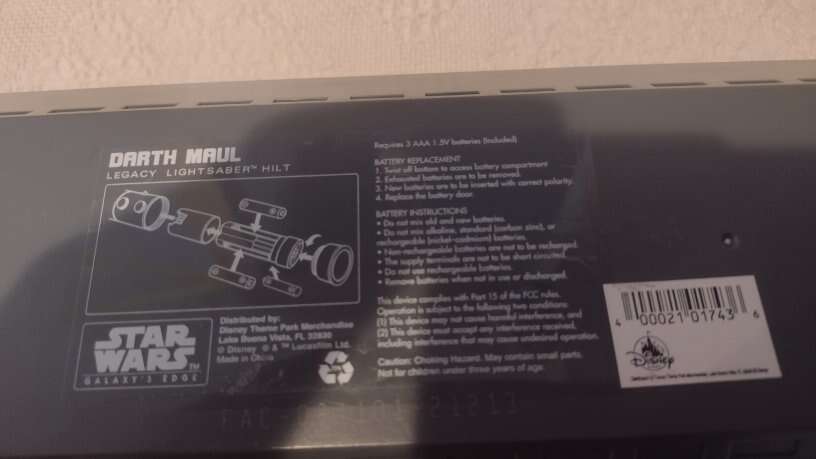 DARTH MAUL
LEGACY LIGHTSABER™ HILT
Requires 3 AAA 1.5V batteries (Included)
BATTERY REPLACEMENT
1. Twist off bottom to access battery compartment
2. Exhausted batteries are to be removed.
3. New batteries are to be inserted with correct polarity.
4. Replace the battery door.
BATTERY INSTRUCTIONS
• Do not mix old and new batteries.
• Do not mix alkaline, standard (carbon zinc), or
rechargeable (nickel-cadmium) batteries.
• Non-rechargeable batteries are not to be recharged.
• The supply terminals are not to be short circuited.
• Do not use rechargeable batteries.
• Remove batteries when not in use or discharged.
This device complies with Part 15 of the FCC rules.
Operation is subject to the following two conditions:
(1) This device may not cause harmful interference, and
(2) This device must accept any interference received,
including interference that may cause undesired operation.
Caution: Choking Hazard. May contain small parts.
Not for children under three years of age.
STAR WARS™
GALAXY'S EDGE
Distributed by:
Disney Theme Park Merchandise
Lake Buena Vista, FL 32830
© Disney © & ™ Lucasfilm Ltd.
Made in China
4 00021 01743 6
Disney